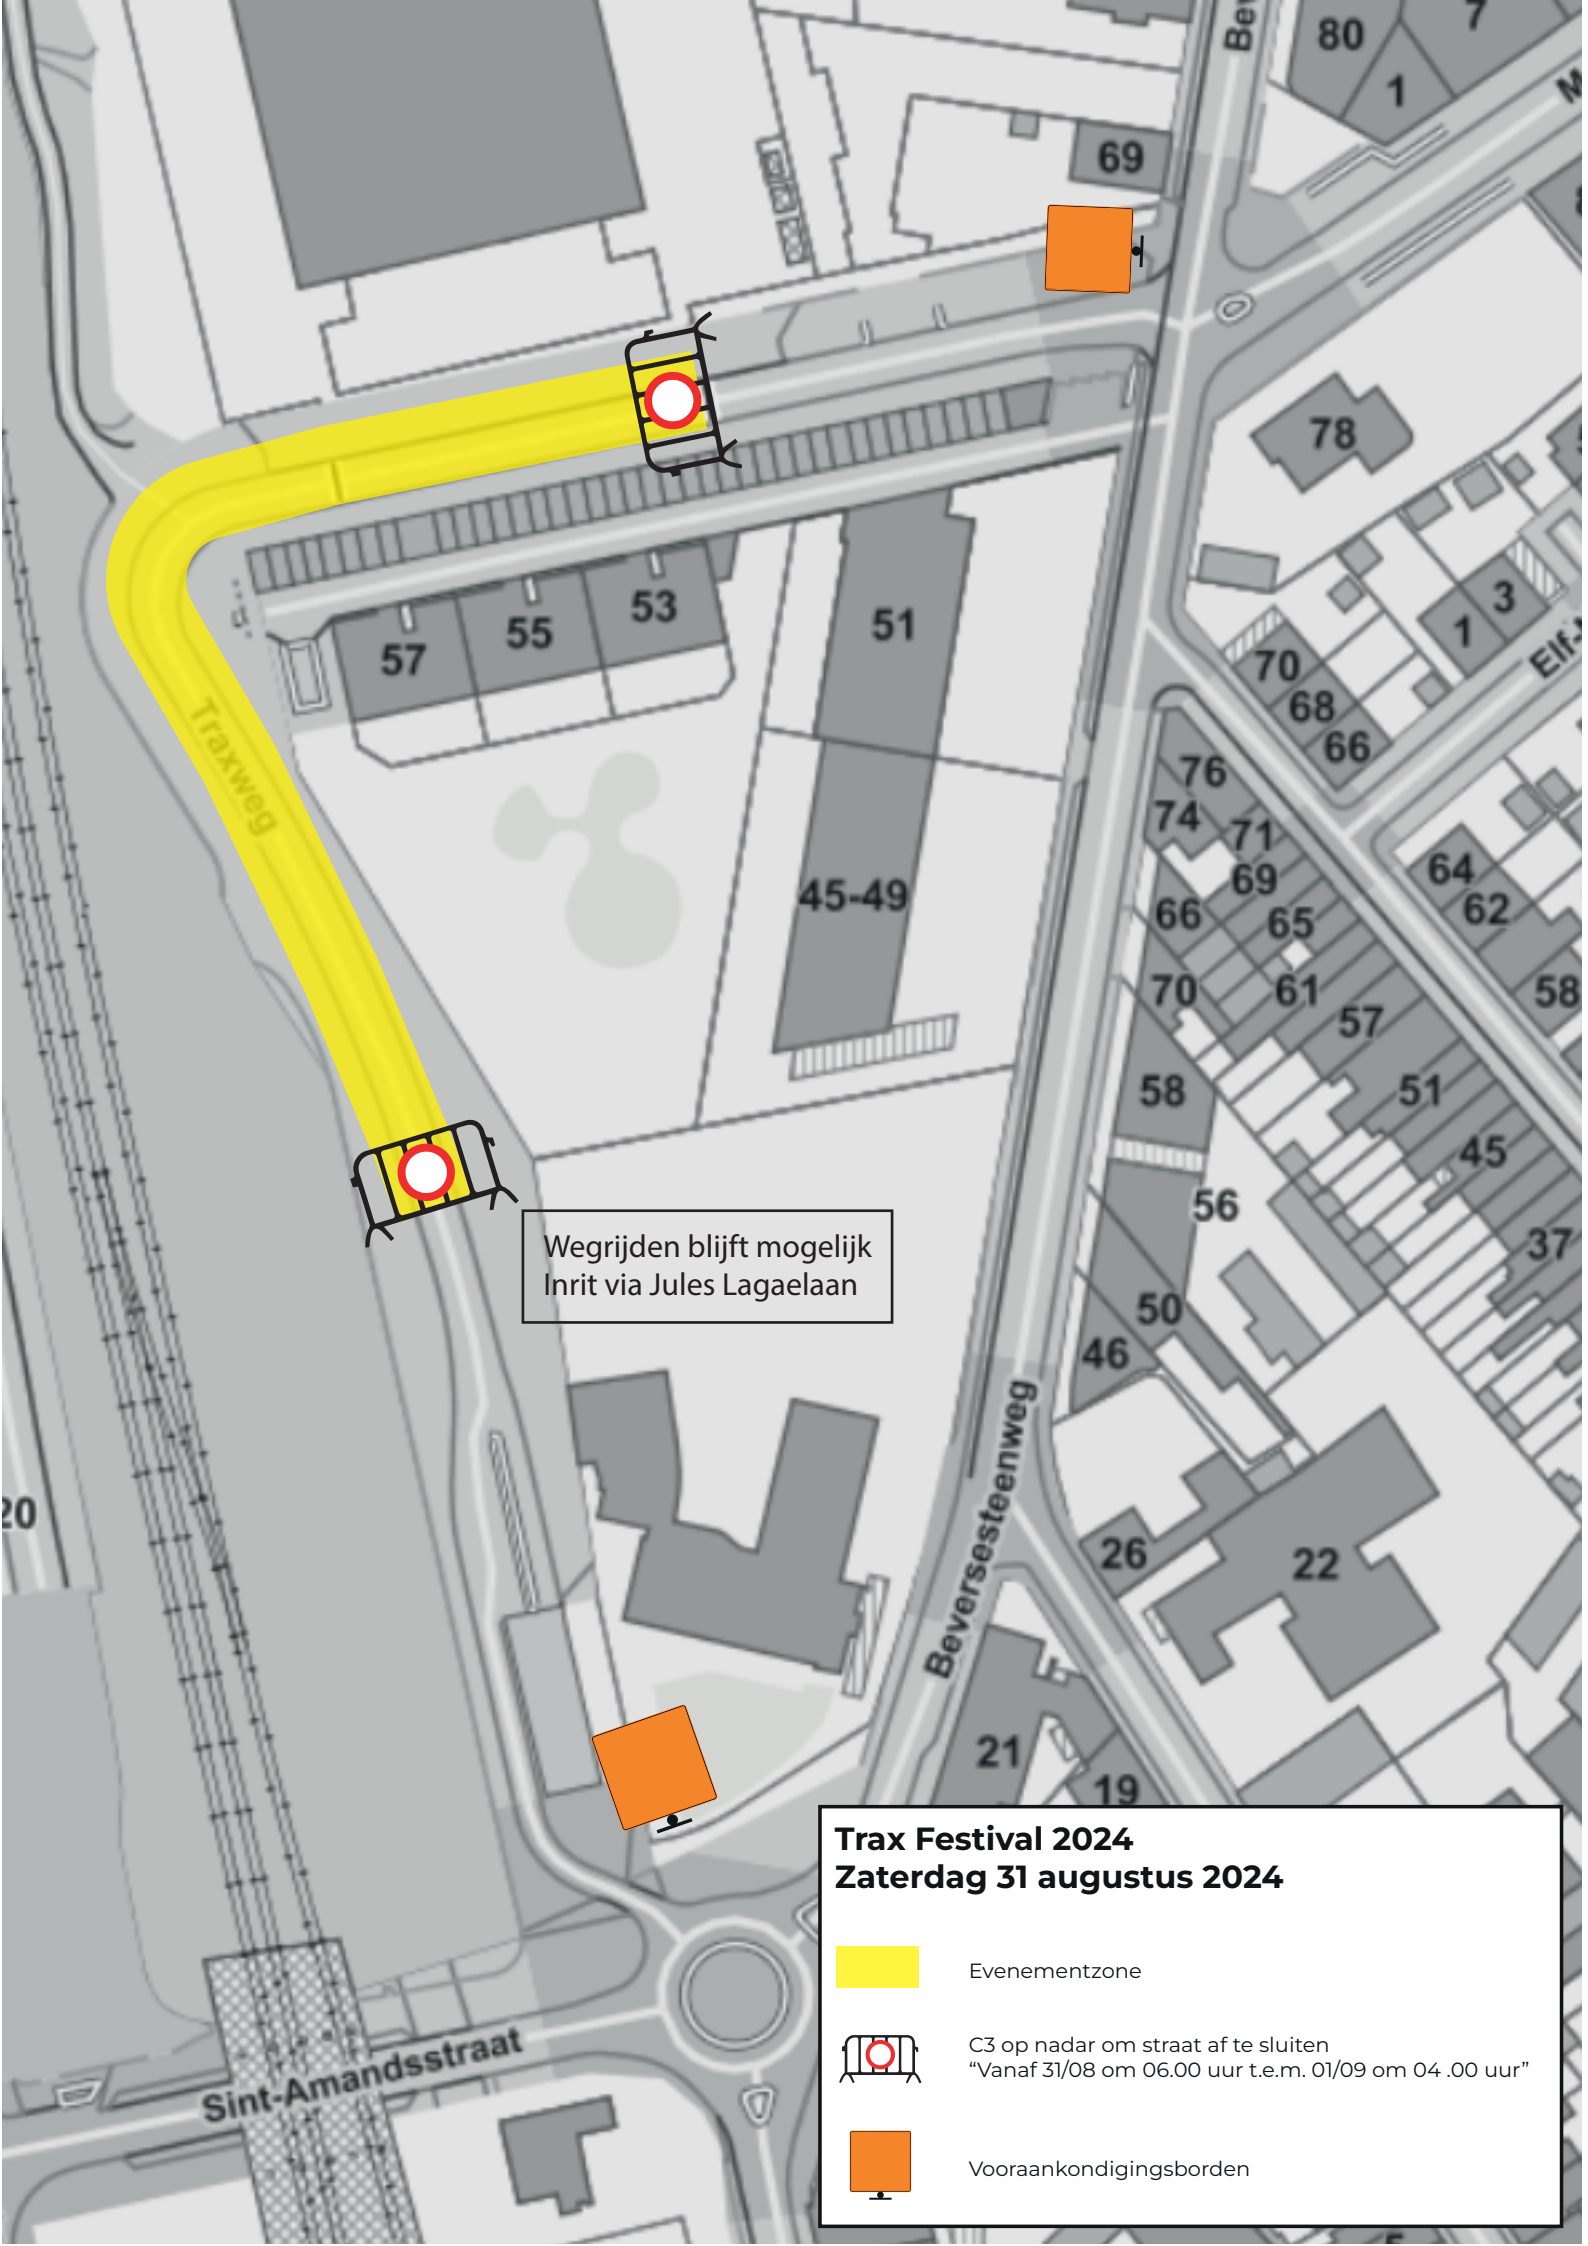 Bev
80
7
1
M
69
78
57
55
53
51
1
3
Elf-
70
68
66
Traxweg
76
74
71
69
66
65
64
62
45-49
70
61
57
58
58
51
45
56
37
50
46
Wegrijden blijft mogelijk
Inrit via Jules Lagaelaan
20
Beversesteenweg
26
22
21
19
Sint-Amandsstraat
Trax Festival 2024
Zaterdag 31 augustus 2024
Evenementzone
C3 op nadar om straat af te sluiten
“Vanaf 31/08 om 06.00 uur t.e.m. 01/09 om 04 .00 uur”
Vooraankondigingsborden